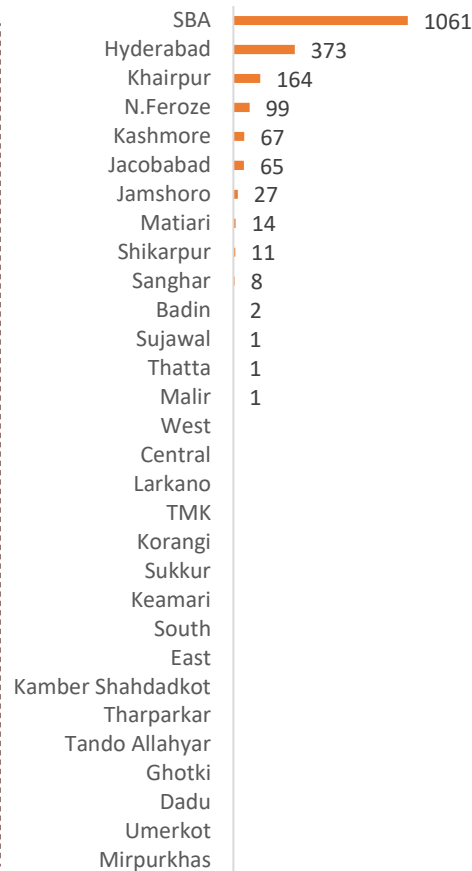 SBA 1061
Hyderabad 373
Khairpur 164
N.Feroze 99
Kashmore 67
Jacobabad 65
Jamshoro 27
Matiari 14
Shikarpur 11
Sanghar 8
Badin 2
Sujawal 1
Thatta 1
Malir 1
West
Central
Larkano
TMK
Korangi
Sukkur
Keamari
South
East
Kamber Shahdadkot
Tharparkar
Tando Allahyar
Ghotki
Dadu
Umerkot
Mirpurkhas